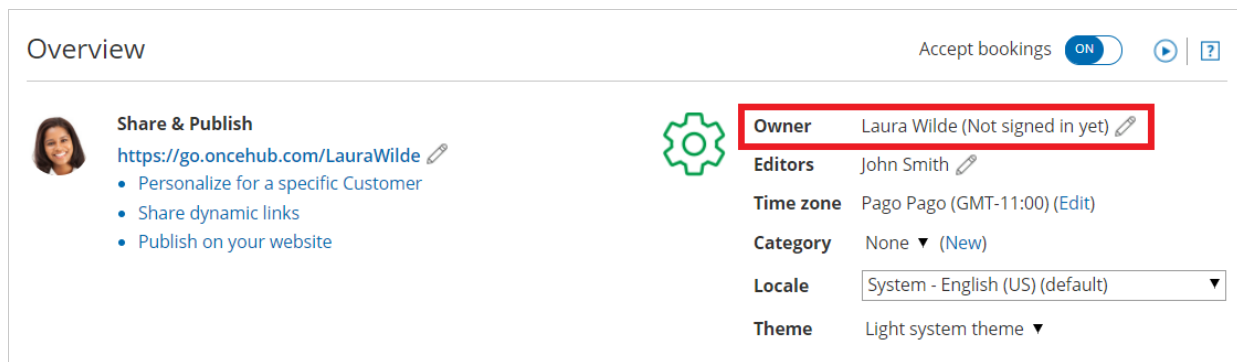 Overview
Accept bookings ON ?
Share & Publish
https://go.oncehub.com/LauraWilde
• Personalize for a specific Customer
• Share dynamic links
• Publish on your website
Owner Laura Wilde (Not signed in yet)
Editors John Smith
Time zone Pago Pago (GMT-11:00) (Edit)
Category None ▼ (New)
Locale System - English (US) (default) ▼
Theme Light system theme ▼